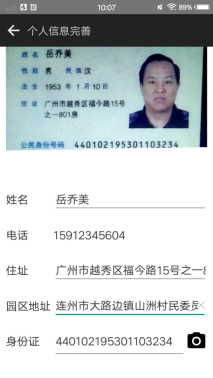 10:07
个人信息完善
姓名 岳乔美
性别 男 民族 汉
出生 1953 年 1 月 10 日
住址 广州市越秀区福今路15号
之一801房
公民身份号码 440102195301103234
姓名 岳乔美
电话 15912345604
住址 广州市越秀区福今路15号之一8
园区地址 连州市大路边镇山洲村民委员
身份证 440102195301103234